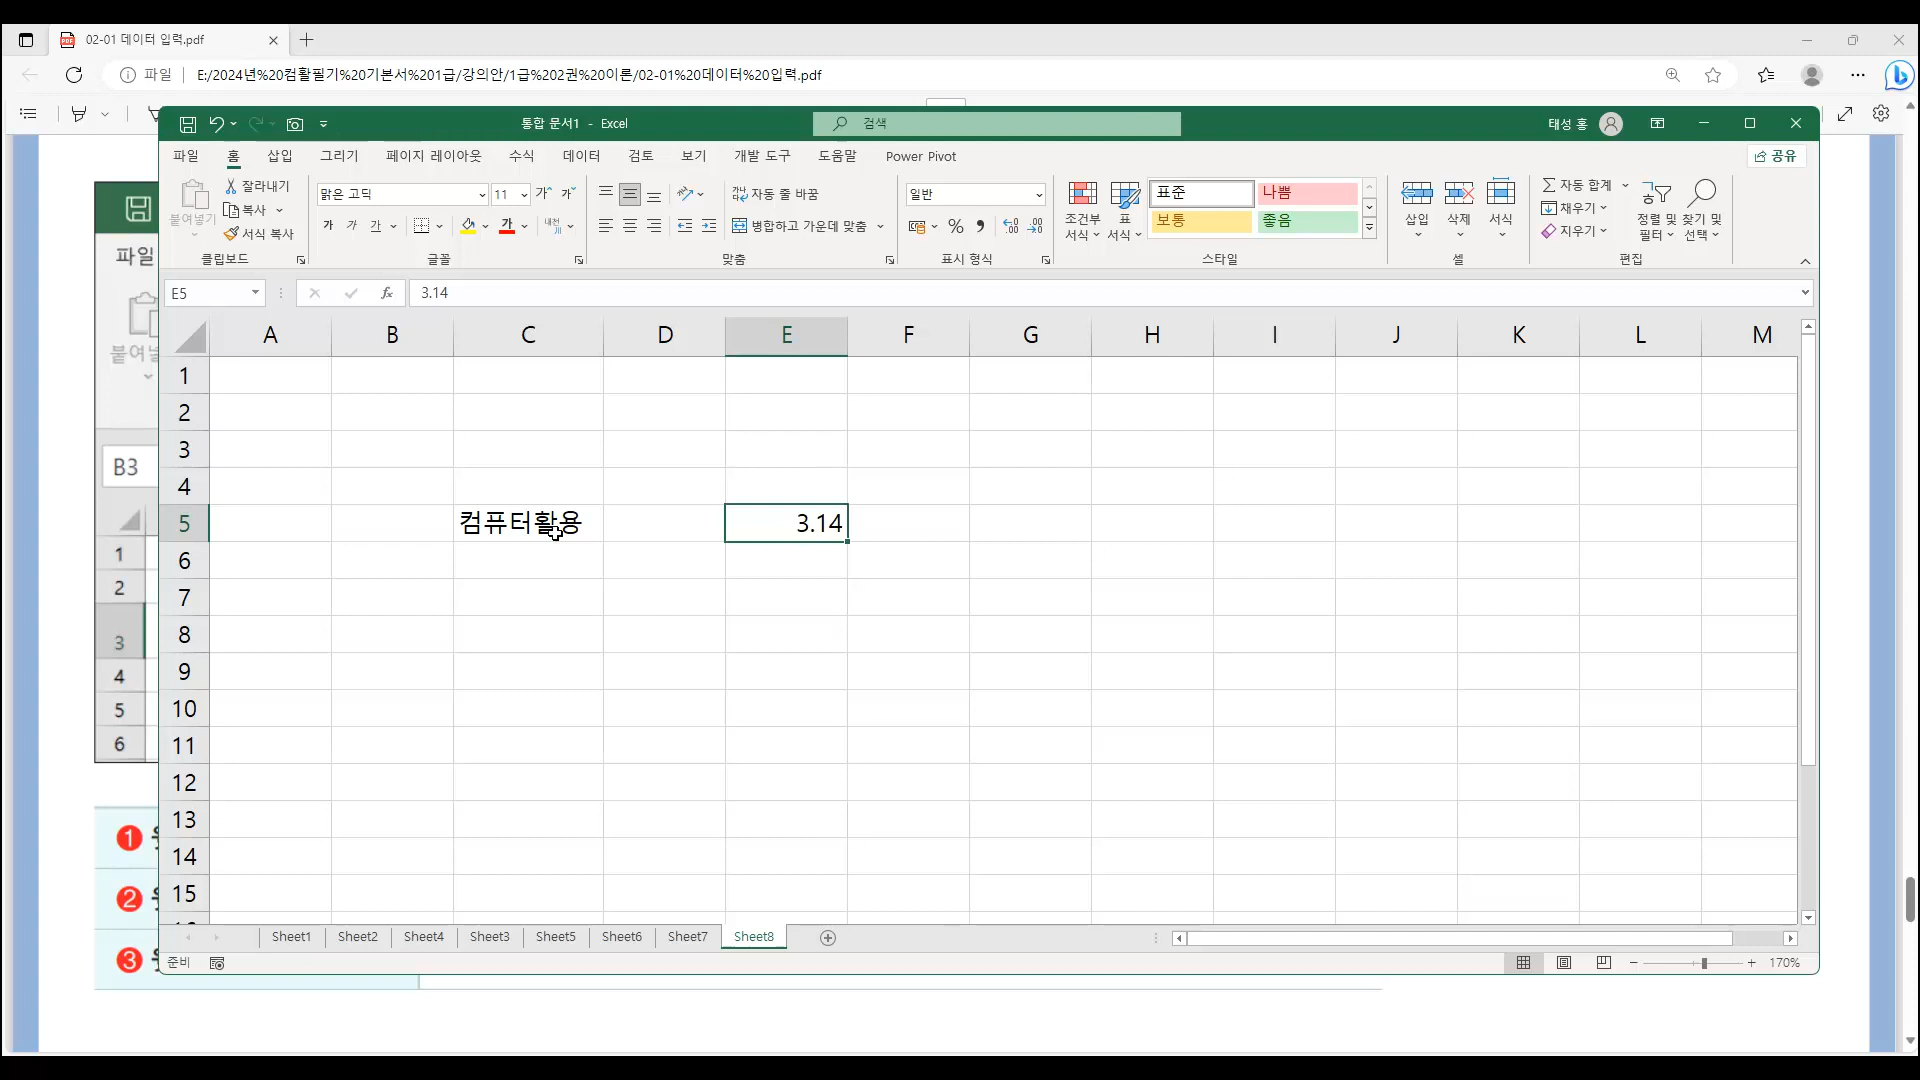 02-01 데이터 입력.pdf
파일 E:/2024년%20컴활필기%20기본서%201급/강의안/1급%202권%20이론/02-01%20데이터%20입력.pdf
통합 문서1 - Excel
검색
태성 홍
파일 홈 삽입 그리기 페이지 레이아웃 수식 데이터 검토 보기 개발 도구 도움말 Power Pivot
공유
붙여넣기
잘라내기
복사
서식 복사
클립보드
맑은 고딕 11 가 가
가 가 가 가 내천
글꼴
자동 줄 바꿈
병합하고 가운데 맞춤
맞춤
일반
%
표시 형식
조건부 서식
표 서식
표준 나쁨
보통 좋음
스타일
삽입 삭제 서식
셀
자동 합계
채우기
지우기
정렬 및 필터
찾기 및 선택
편집
E5 fx 3.14
A B C D E F G H I J K L M
1
2
3
4
5 컴퓨터활용 3.14
6
7
8
9
10
11
12
13
14
15
Sheet1 Sheet2 Sheet3 Sheet4 Sheet3 Sheet5 Sheet6 Sheet7 Sheet8
준비
170%
파일
B3
1
2
3
4
5
6
1
2
3